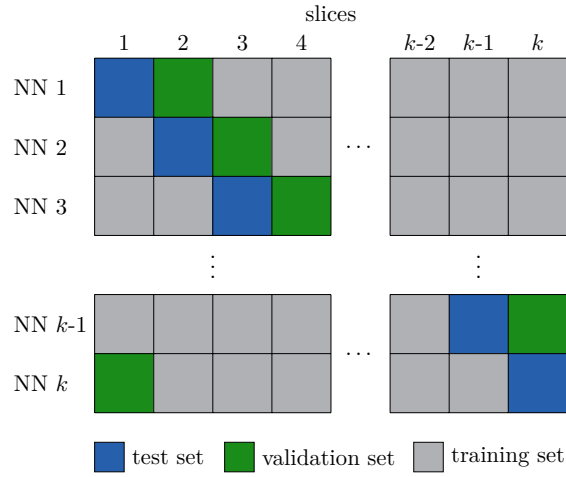 slices
1 2 3 4 k-2 k-1 k
NN 1
NN 2
...
NN 3
⋮ ⋮
NN k-1
...
NN k
test set validation set training set